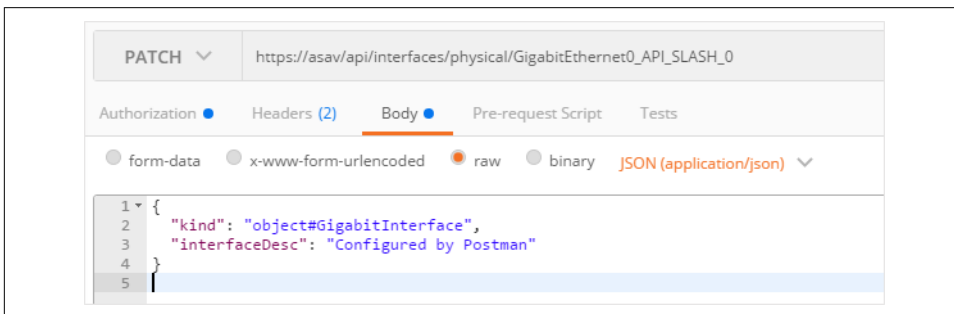 PATCH https://asav/api/interfaces/physical/GigabitEthernet0_API_SLASH_0
Authorization Headers (2) Body Pre-request Script Tests
form-data x-www-form-urlencoded raw binary JSON (application/json)
1 {
2 "kind": "object#GigabitInterface",
3 "interfaceDesc": "Configured by Postman"
4 }
5